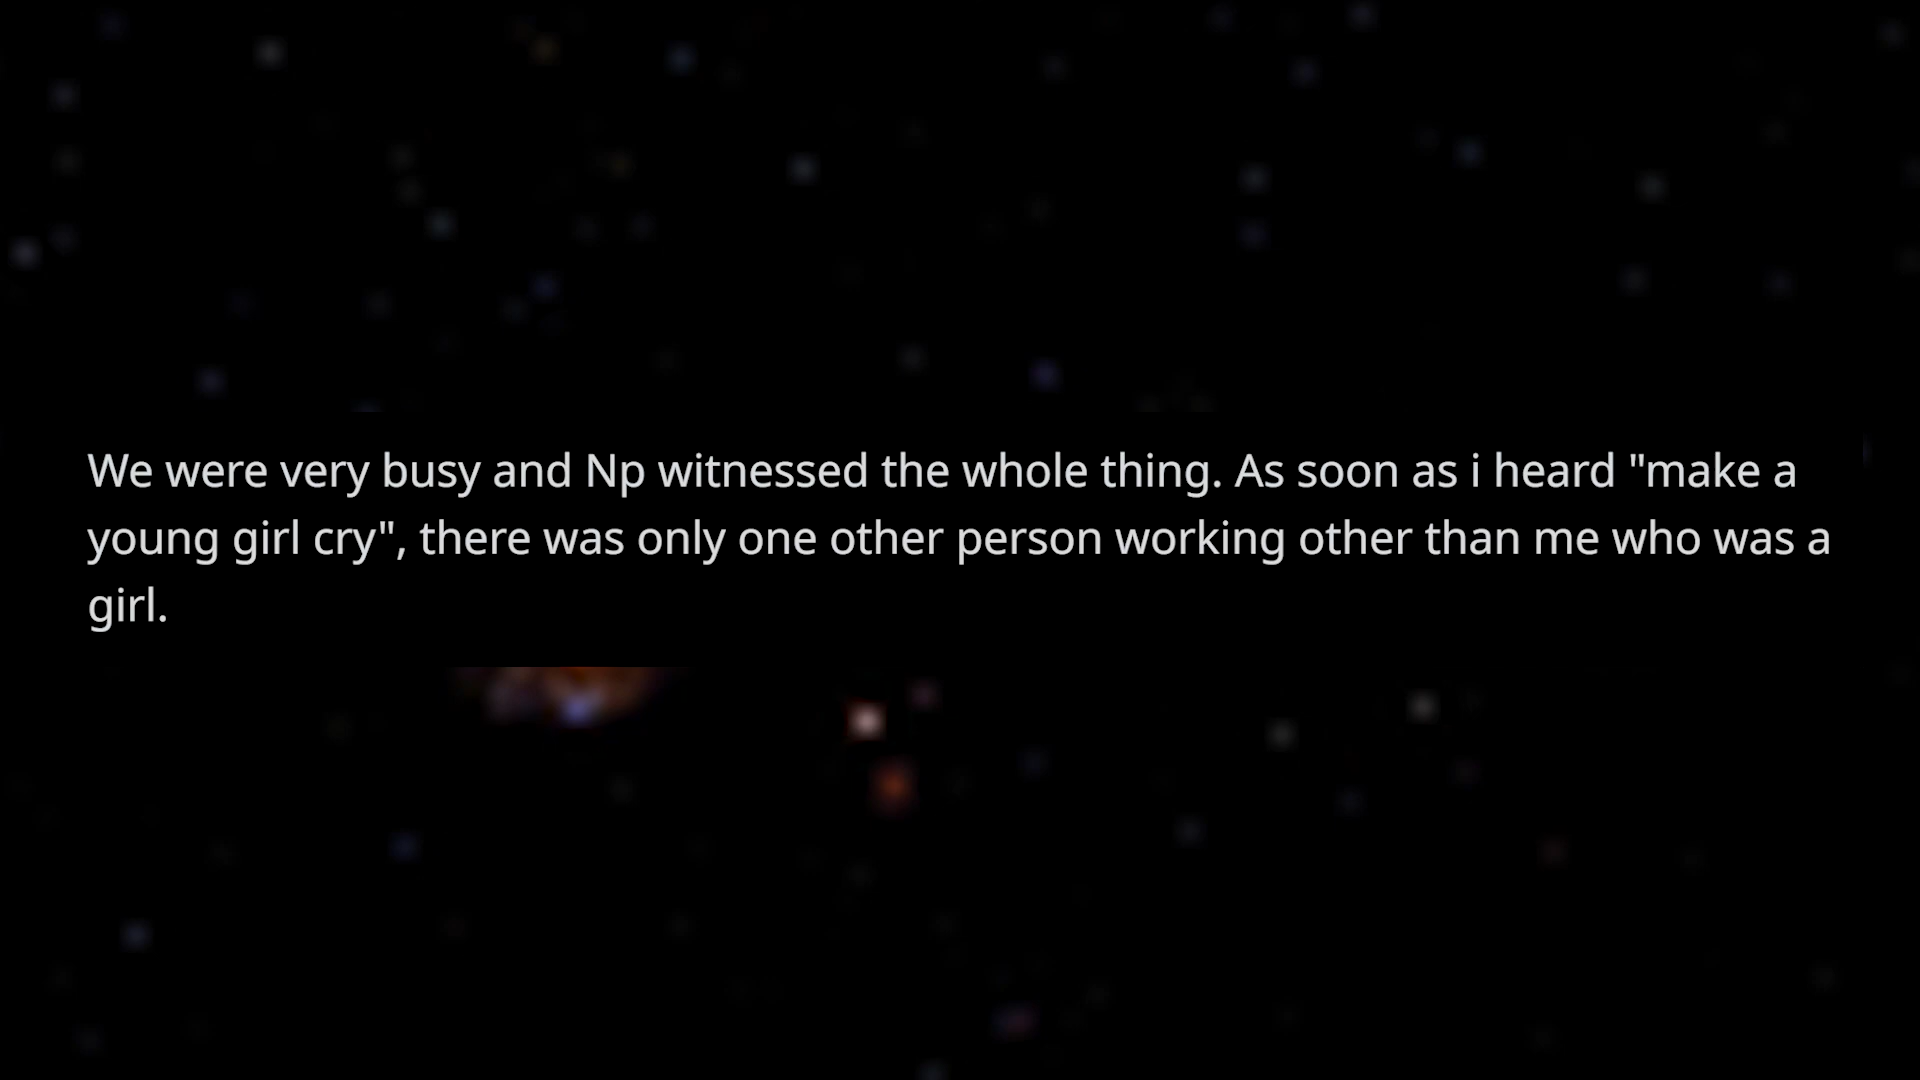 We were very busy and Np witnessed the whole thing. As soon as i heard "make a
young girl cry", there was only one other person working other than me who was a
girl.